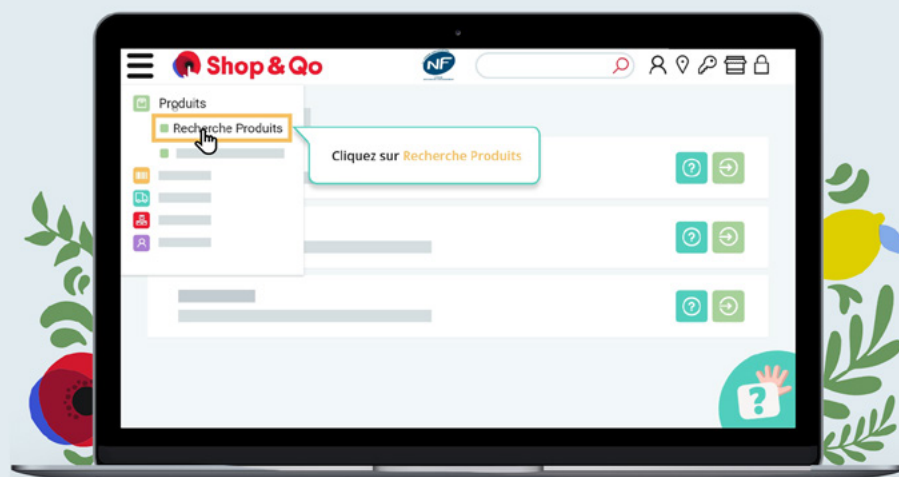 Shop & Qo
NF
Produits
Recherche Produits
Cliquez sur Recherche Produits